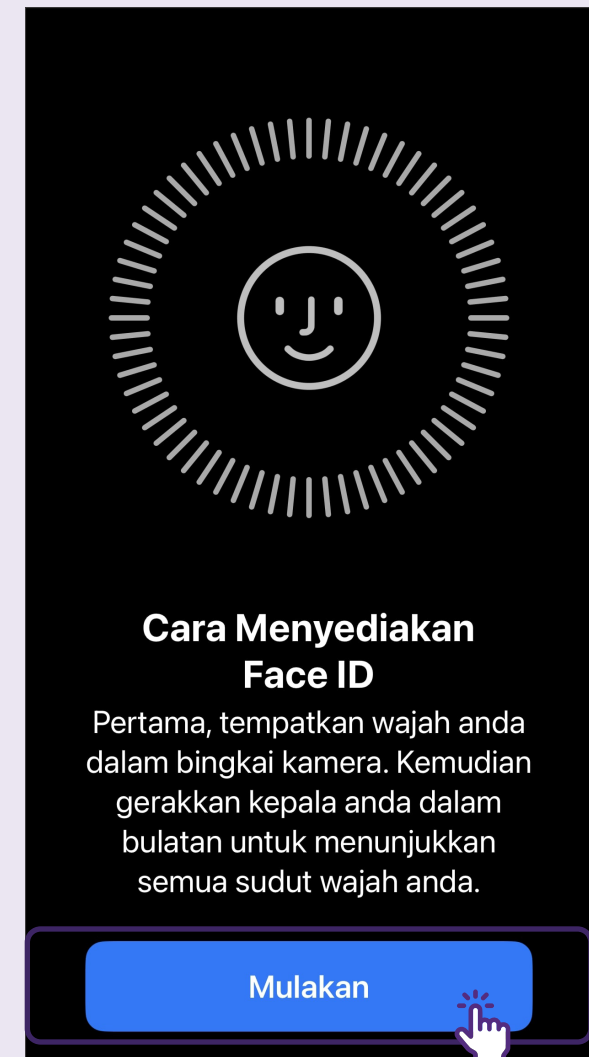 Cara Menyediakan
Face ID
Pertama, tempatkan wajah anda
dalam bingkai kamera. Kemudian
gerakkan kepala anda dalam
bulatan untuk menunjukkan
semua sudut wajah anda.
Mulakan